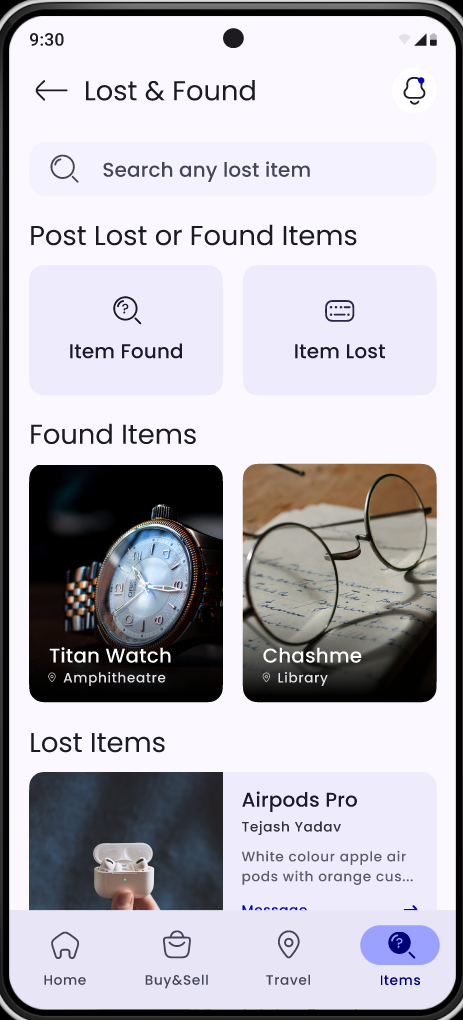 9:30
Lost & Found
Search any lost item
Post Lost or Found Items
Item Found
Item Lost
Found Items
Titan Watch
Amphitheatre
Chashme
Library
Lost Items
Airpods Pro
Tejash Yadav
White colour apple air
pods with orange cus...
Message
Home
Buy&Sell
Travel
Items